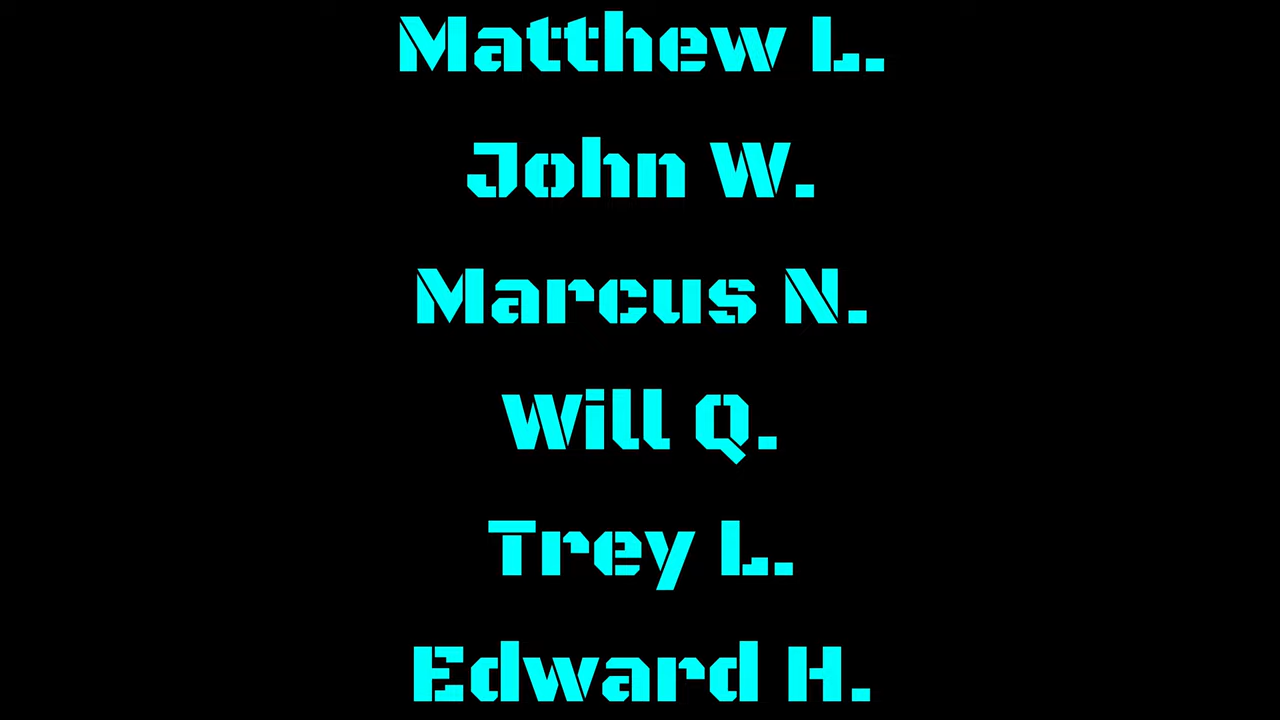 Matthew L.
John W.
Marcus N.
Will Q.
Trey L.
Edward H.